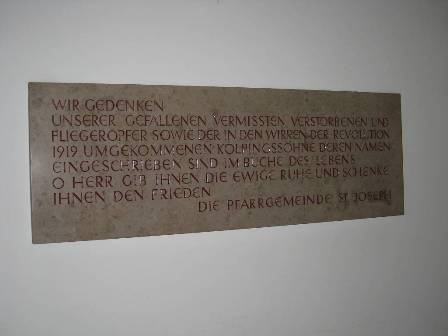 WIR GEDENKEN
UNSERER GEFALLENEN VERMISSTEN VERSTORBENEN UND
FLIEGEROPFER SOWIE DER IN DEN WIRREN DER REVOLUTION
1919 UMGEKOMMENEN KOLPINGSSÖHNE DEREN NAMEN
EINGESCHRIEBEN SIND IM BUCHE DES LEBENS
O HERR GIB IHNEN DIE EWIGE RUHE UND SCHENKE
IHNEN DEN FRIEDEN
DIE PFARRGEMEINDE ST. JOSEPH